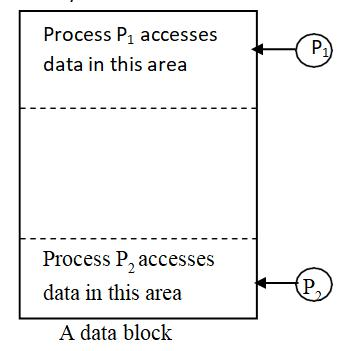 Process P₁ accesses
P₁
data in this area
Process P₂ accesses
data in this area
P₂
A data block